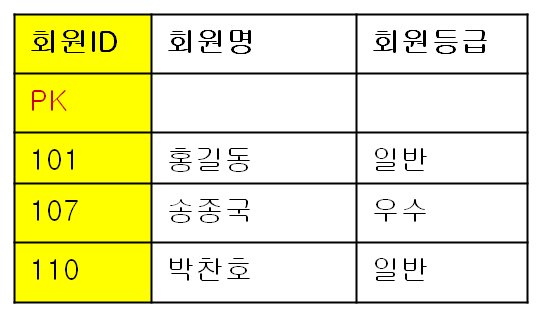 회원ID 회원명 회원등급
PK
101 홍길동 일반
107 송종국 우수
110 박찬호 일반